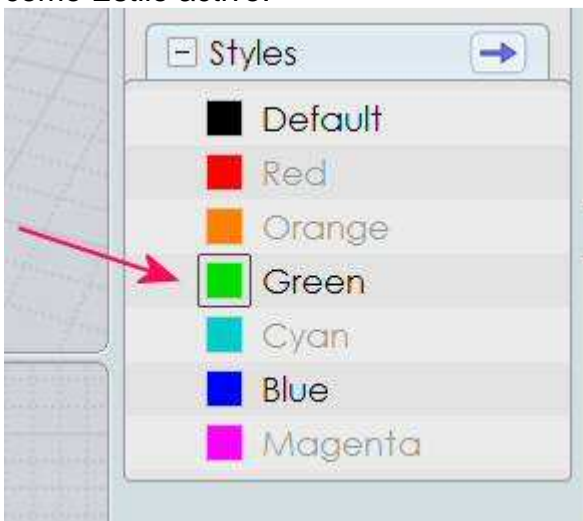 Styles
Default
Red
Orange
Green
Cyan
Blue
Magenta